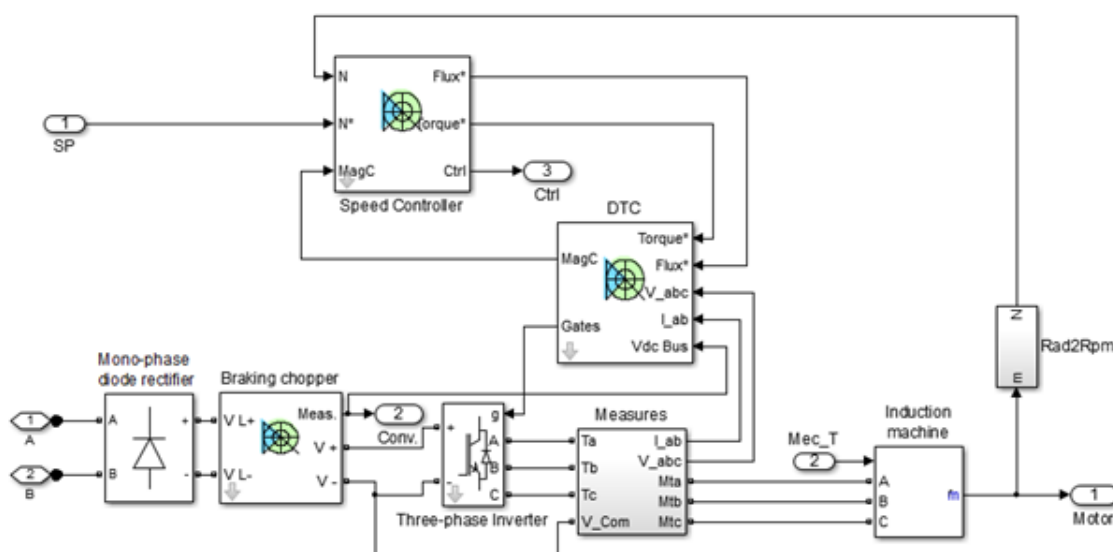 N
Flux*
1
SP
N*
Torque*
MagC
Ctrl
3
Ctrl
Speed Controller
DTC
Torque*
MagC
Flux*
V_abc
I_ab
Gates
Vdc Bus
N
Rad2Rpm
m
Mono-phase
diode rectifier
Braking chopper
1
A
A
+
V L+
Meas.
2
Conv.
V +
2
B
B
-
V L-
V -
g
+
A
B
-
C
Three-phase Inverter
Measures
Ta
I_ab
V_abc
Tb
Mta
Tc
Mtb
V_Com
Mtc
Mec_T
2
Induction
machine
A
B
C
m
1
Motor